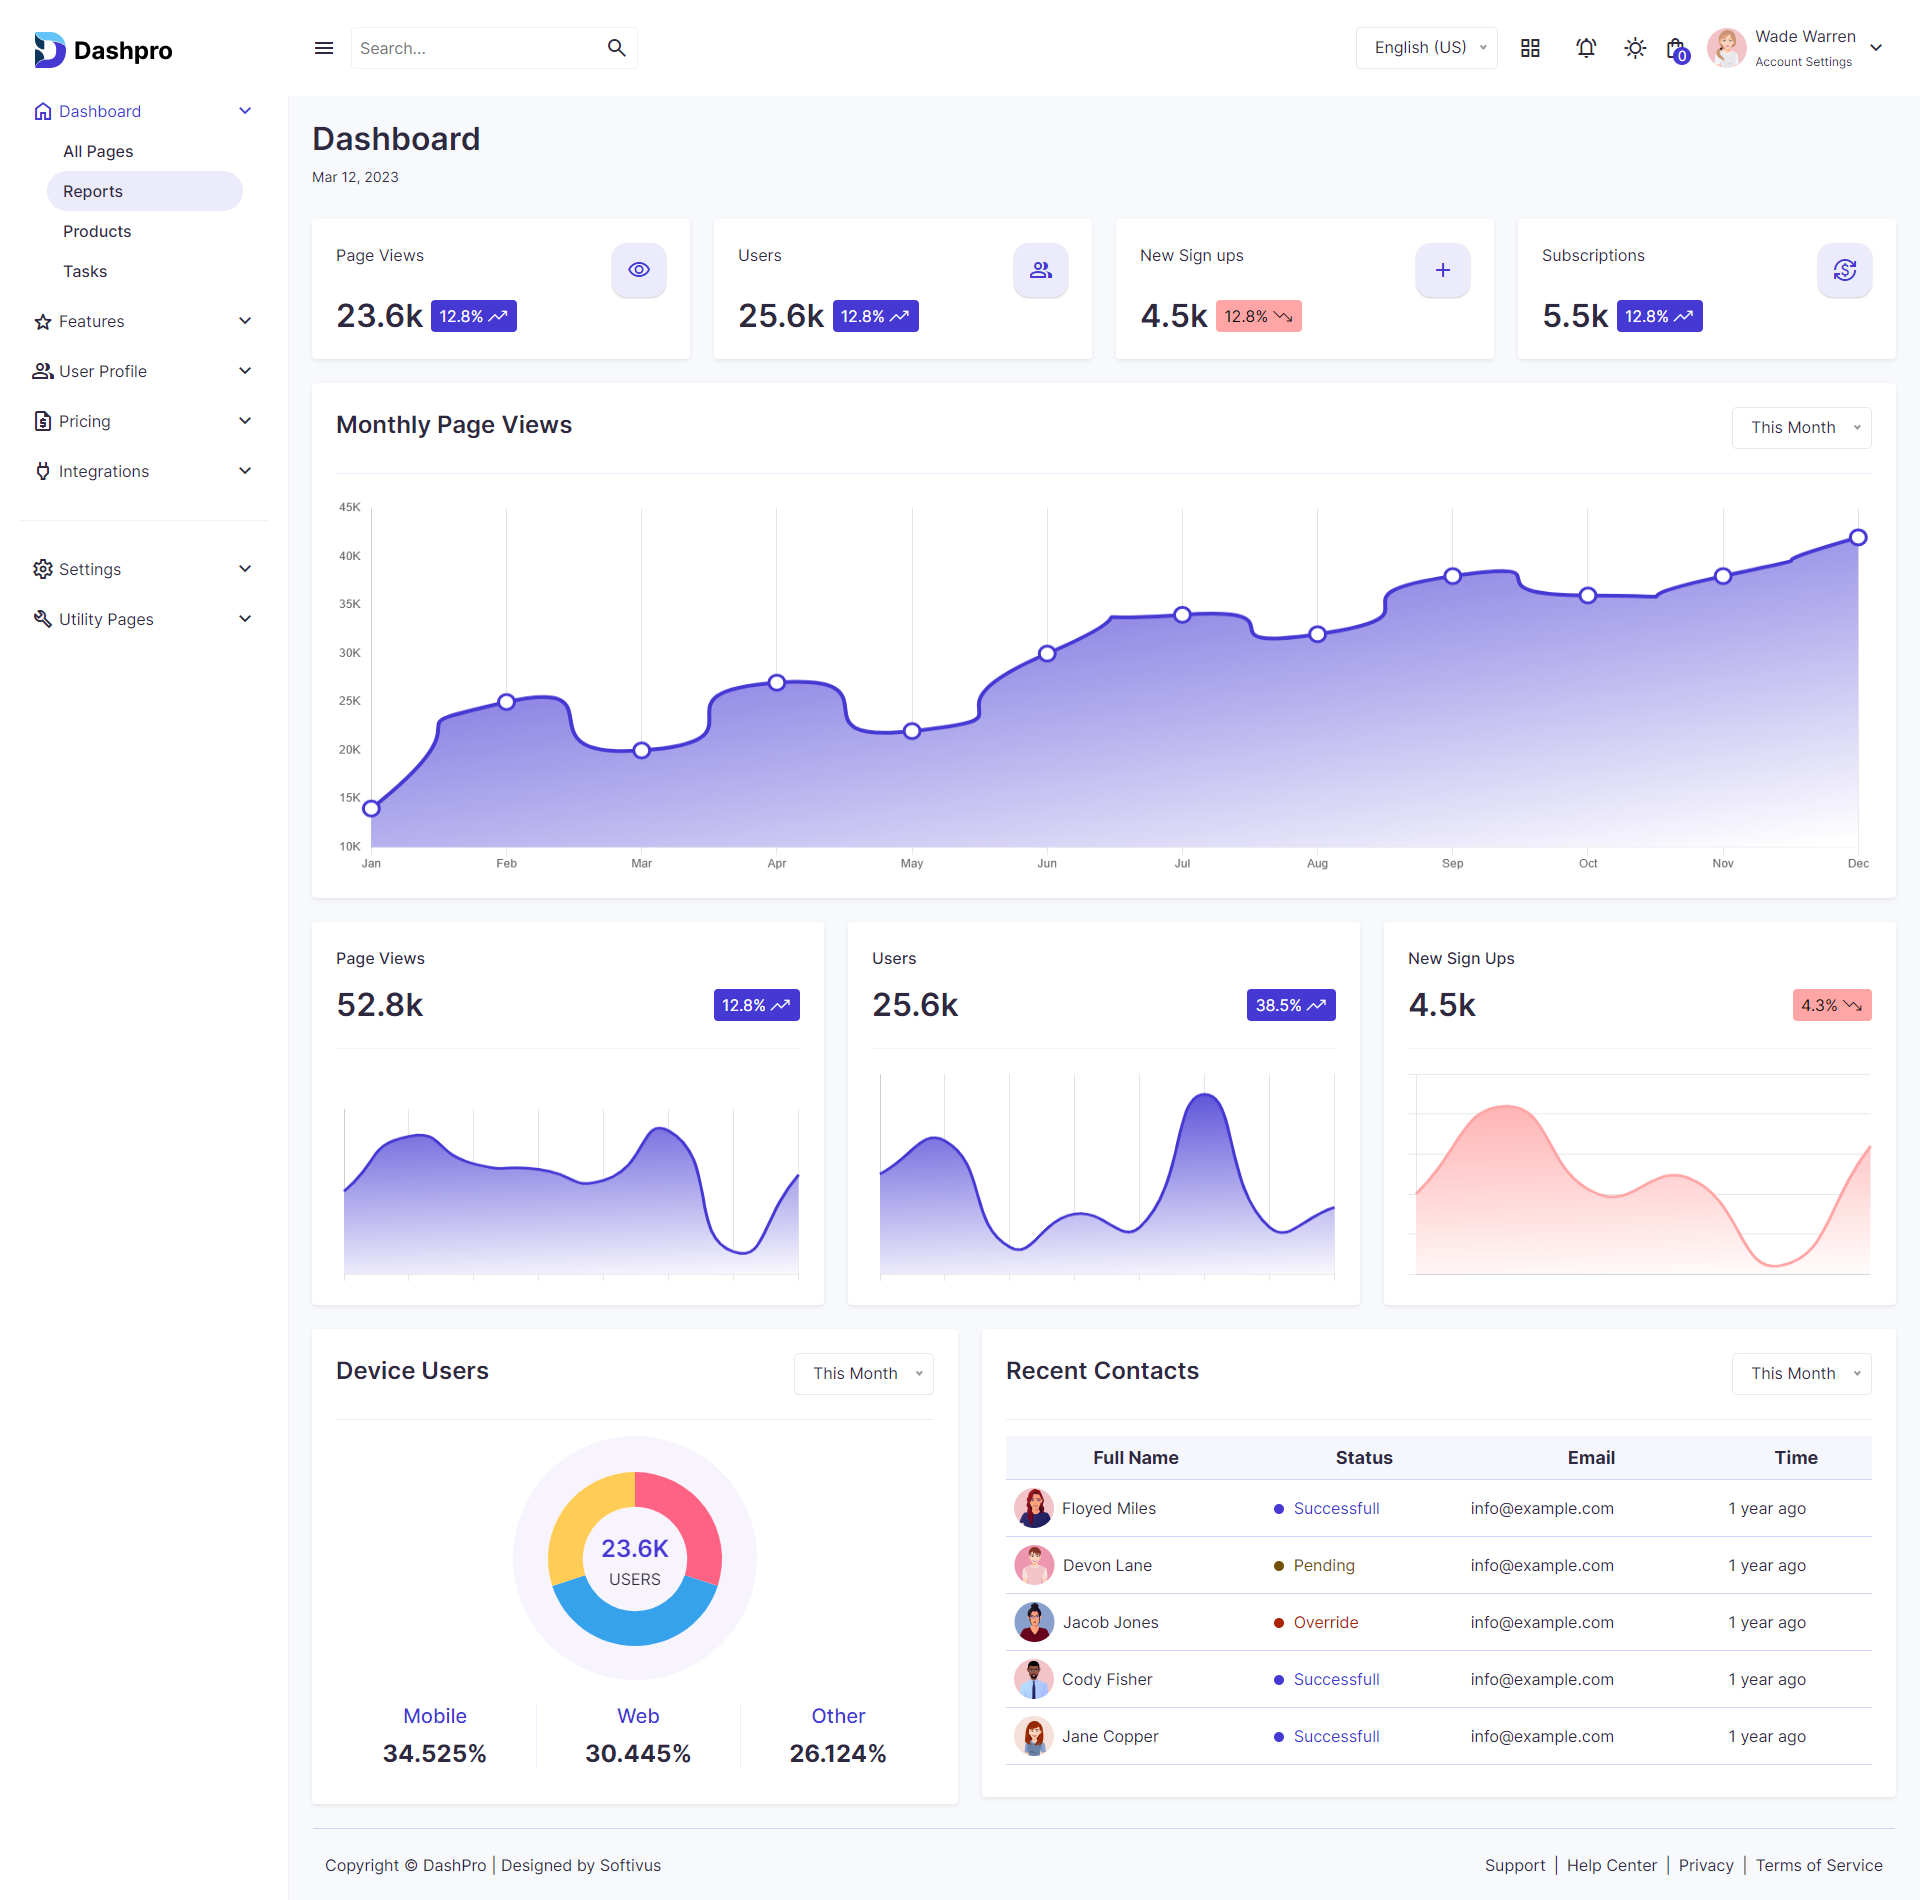 Dashpro
Search...
English (US)
0
Wade Warren
Account Settings
Dashboard
All Pages
Reports
Products
Tasks
Features
User Profile
Pricing
Integrations
Settings
Utility Pages
Dashboard
Mar 12, 2023
Page Views
23.6k 12.8%
Users
25.6k 12.8%
New Sign ups
4.5k 12.8%
Subscriptions
5.5k 12.8%
Monthly Page Views
This Month
45K
40K
35K
30K
25K
20K
15K
10K
Jan Feb Mar Apr May Jun Jul Aug Sep Oct Nov Dec
Page Views
52.8k 12.8%
Users
25.6k 38.5%
New Sign Ups
4.5k 4.3%
Device Users
This Month
23.6K
USERS
Mobile Web Other
34.525% 30.445% 26.124%
Recent Contacts
This Month
Full Name Status Email Time
Floyed Miles Successfull info@example.com 1 year ago
Devon Lane Pending info@example.com 1 year ago
Jacob Jones Override info@example.com 1 year ago
Cody Fisher Successfull info@example.com 1 year ago
Jane Copper Successfull info@example.com 1 year ago
Copyright © DashPro | Designed by Softivus
Support | Help Center | Privacy | Terms of Service